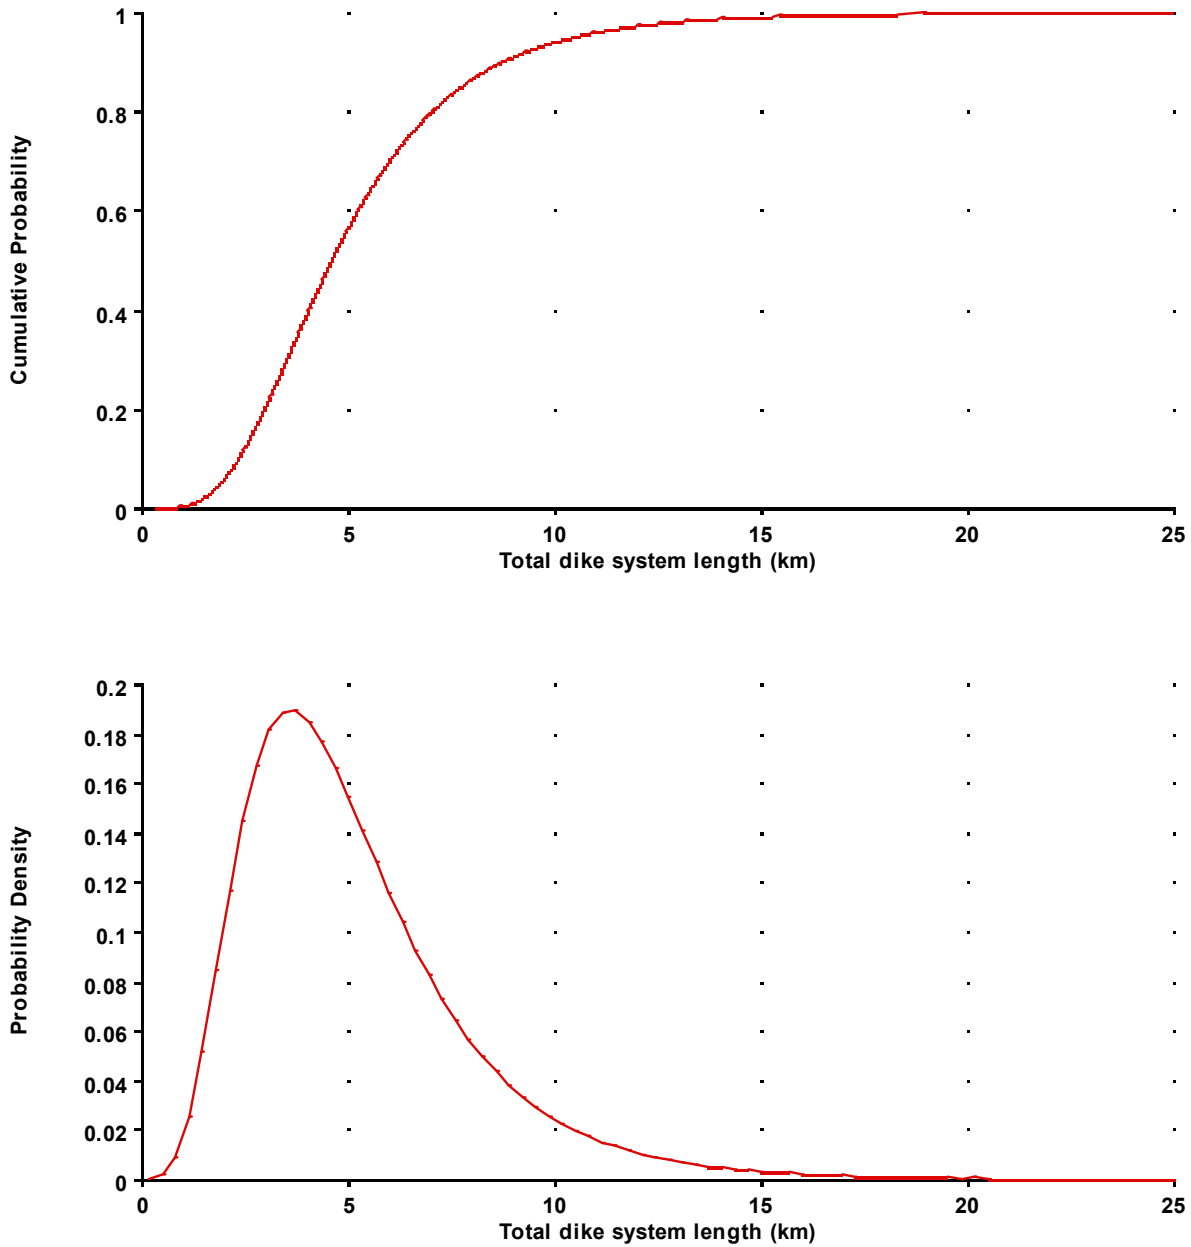 Cumulative Probability
1
0.8
0.6
0.4
0.2
0
0 5 10 15 20 25
Total dike system length (km)
Probability Density
0.2
0.18
0.16
0.14
0.12
0.1
0.08
0.06
0.04
0.02
0
0 5 10 15 20 25
Total dike system length (km)